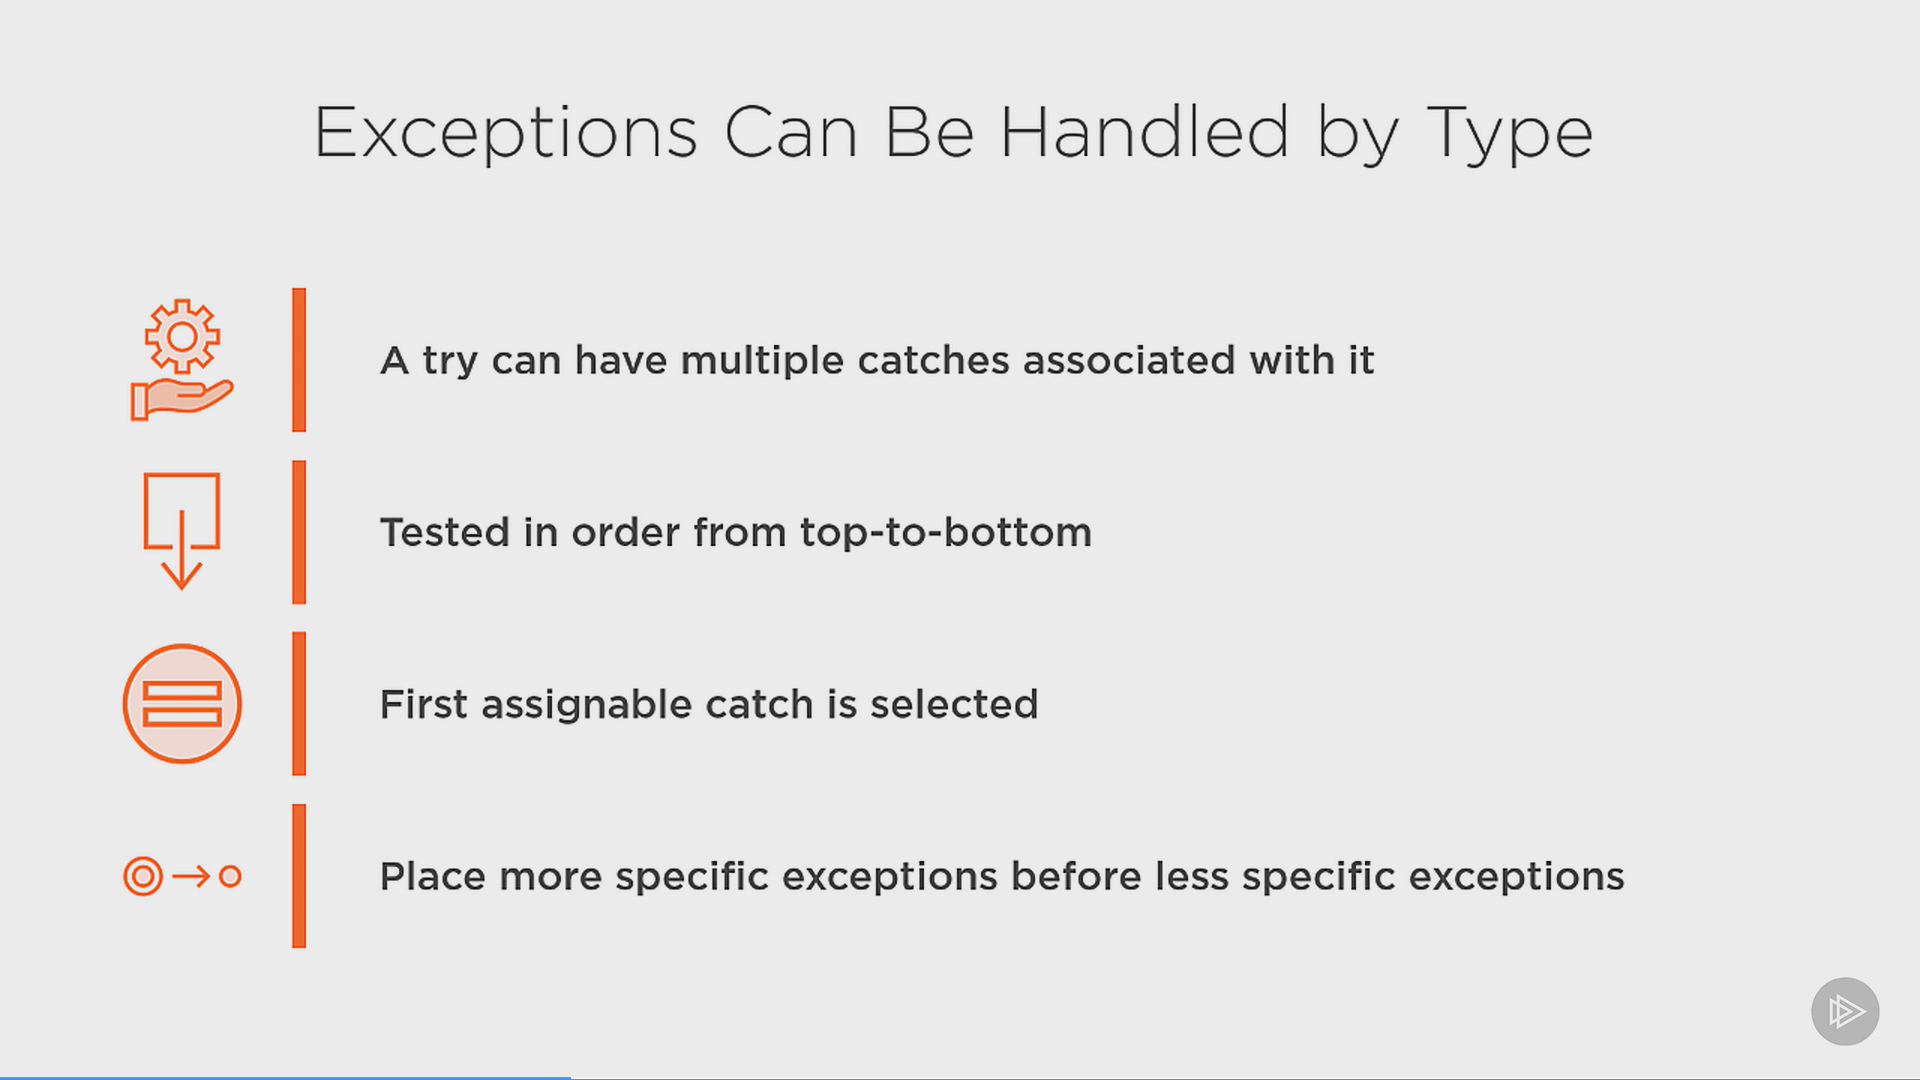 Exceptions Can Be Handled by Type
A try can have multiple catches associated with it
Tested in order from top-to-bottom
First assignable catch is selected
Place more specific exceptions before less specific exceptions